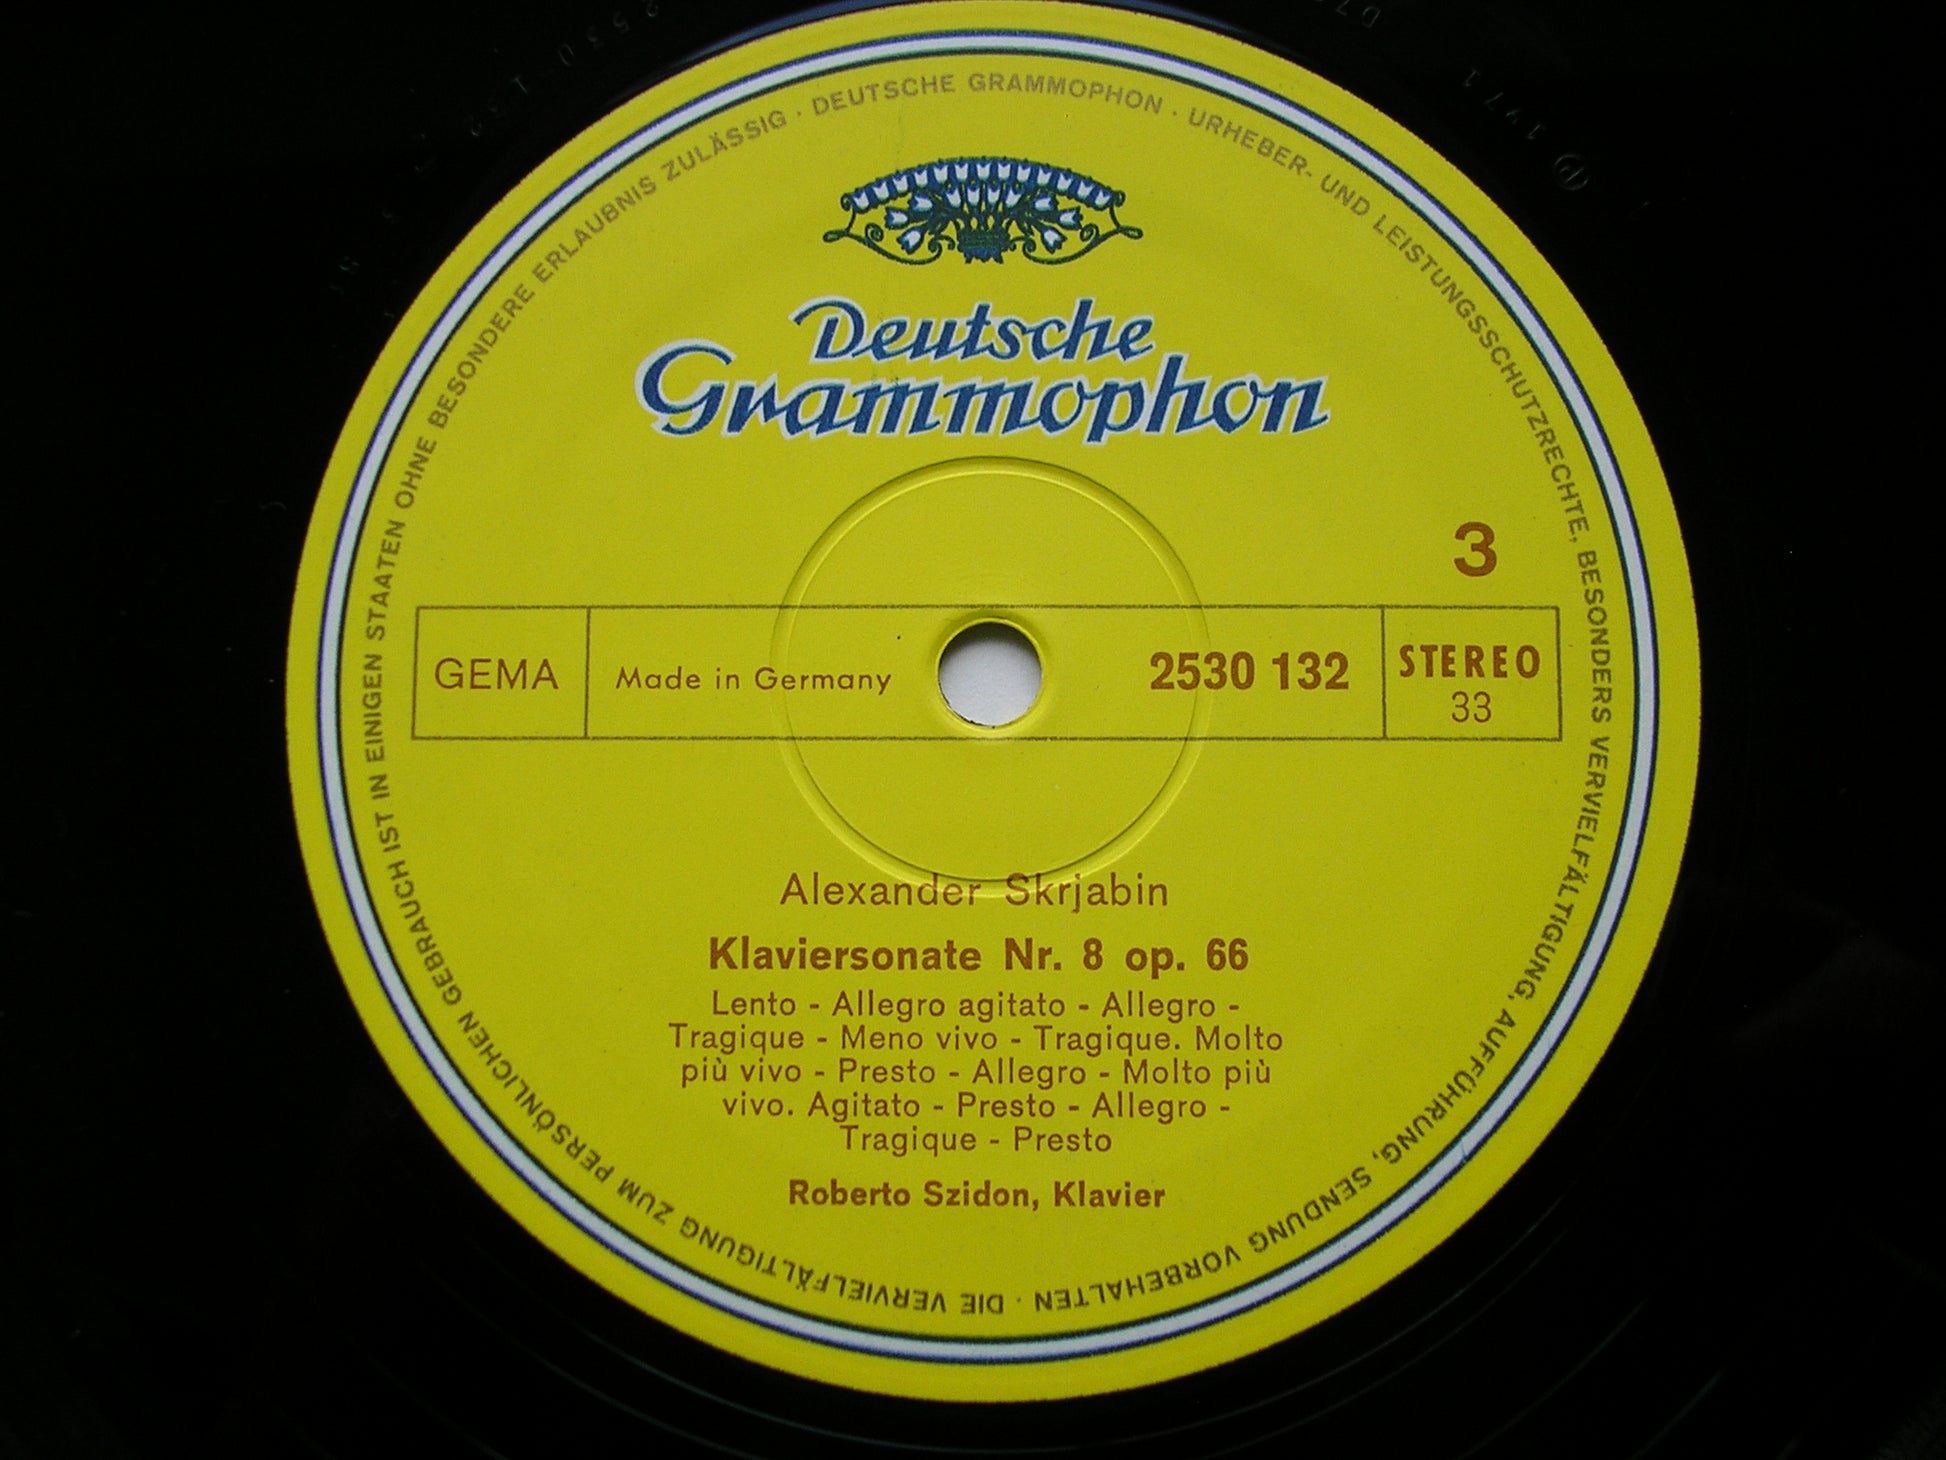 DEUTSCHE GRAMMOPHON · URHEBER- UND LEISTUNGSSCHUTZRECHTE, BESONDERS VERVIELFÄLTIGUNG, AUFFÜHRUNG, SENDUNG VORBEHALTEN · DIE VERVIELFÄLTIGUNG ZUM PERSÖNLICHEN GEBRAUCH IST IN EINIGEN STAATEN OHNE BESONDERE ERLAUBNIS ZULÄSSIG ·
Deutsche
Grammophon
3
GEMA
Made in Germany
2530 132
STEREO
33
Alexander Skrjabin
Klaviersonate Nr. 8 op. 66
Lento - Allegro agitato - Allegro -
Tragique - Meno vivo - Tragique. Molto
più vivo - Presto - Allegro - Molto più
vivo. Agitato - Presto - Allegro -
Tragique - Presto
Roberto Szidon, Klavier
℗ 1971